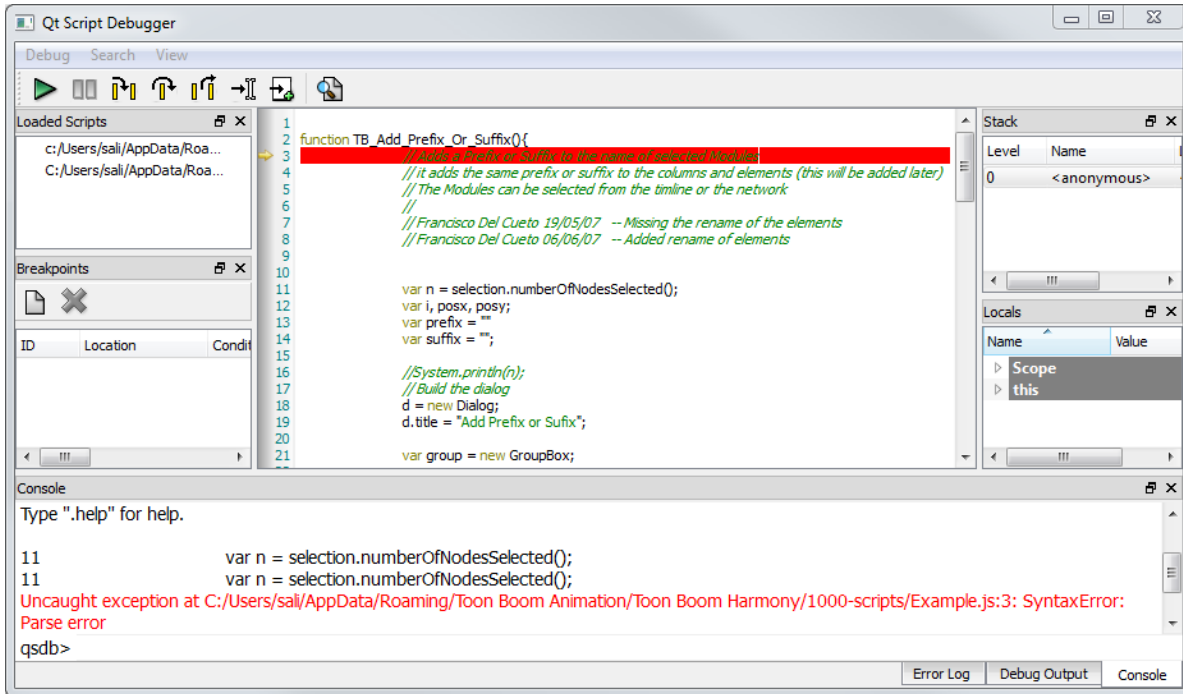 Qt Script Debugger
Debug Search View
Loaded Scripts
c:/Users/sali/AppData/Roa...
C:/Users/sali/AppData/Roa...
Breakpoints
ID Location Condit
1
2 function TB_Add_Prefix_Or_Suffix(){
3 // Adds a Prefix or Suffix to the name of selected Modules
4 // it adds the same prefix or suffix to the columns and elements (this will be added later)
5 // The Modules can be selected from the timline or the network
6 //
7 // Francisco Del Cueto 19/05/07 -- Missing the rename of the elements
8 // Francisco Del Cueto 06/06/07 -- Added rename of elements
9
10
11 var n = selection.numberOfNodesSelected();
12 var i, posx, posy;
13 var prefix = ""
14 var suffix = "";
15
16 //System.println(n);
17 // Build the dialog
18 d = new Dialog;
19 d.title = "Add Prefix or Sufix";
20
21 var group = new GroupBox;
Stack
Level Name
0 <anonymous>
Locals
Name Value
Scope
this
Console
Type ".help" for help.
11 var n = selection.numberOfNodesSelected();
11 var n = selection.numberOfNodesSelected();
Uncaught exception at C:/Users/sali/AppData/Roaming/Toon Boom Animation/Toon Boom Harmony/1000-scripts/Example.js:3: SyntaxError:
Parse error
qsdb>
Error Log Debug Output Console